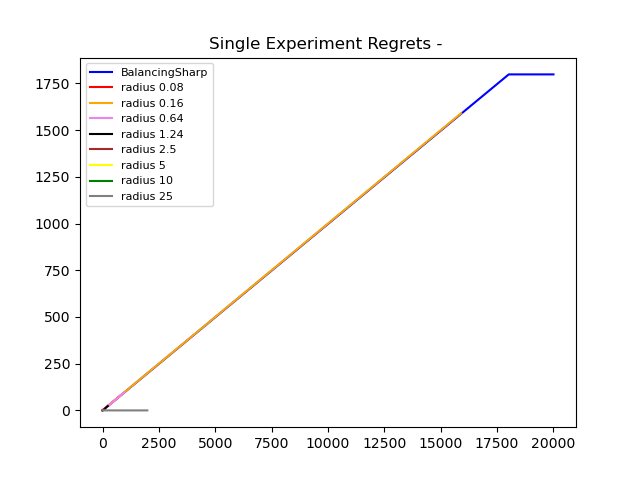 Single Experiment Regrets -
BalancingSharp
radius 0.08
radius 0.16
radius 0.64
radius 1.24
radius 2.5
radius 5
radius 10
radius 25
1750
1500
1250
1000
750
500
250
0
0 2500 5000 7500 10000 12500 15000 17500 20000